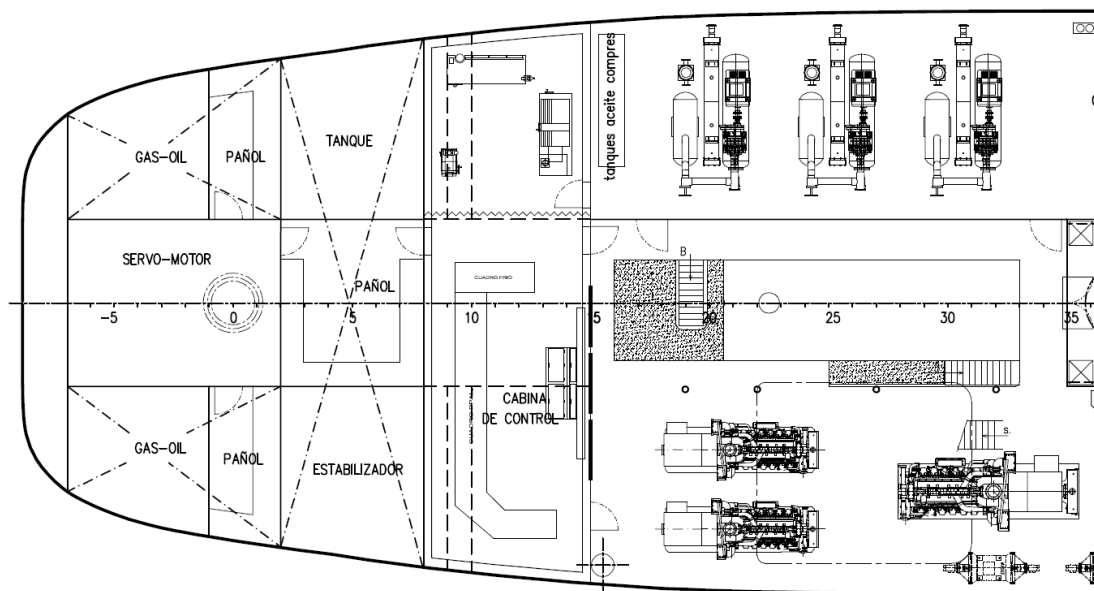 tanques aceite compres
GAS-OIL
PAÑOL
TANQUE
SERVO-MOTOR
PAÑOL
CUADRO FRIO
B
-5
0
5
10
15
20
25
30
35
CABINA
DE CONTROL
GAS-OIL
PAÑOL
ESTABILIZADOR
S.